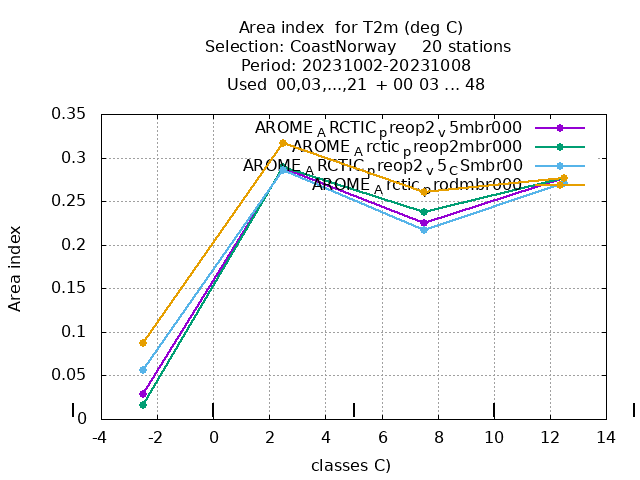 Area index  for T2m (deg C)
Selection: CoastNorway     20 stations
Period: 20231002-20231008
Used  00,03,...,21  + 00 03 ... 48
AROME_ARCTIC_preop2_v5mbr000
AROME_Arctic_preop2mbr000
AROME_ARCTIC_preop2_v5_CSmbr00
AROME_Arctic_prodmbr000
0.35
0.3
0.25
0.2
0.15
0.1
0.05
0
Area index
-4 -2 0 2 4 6 8 10 12 14
classes C)